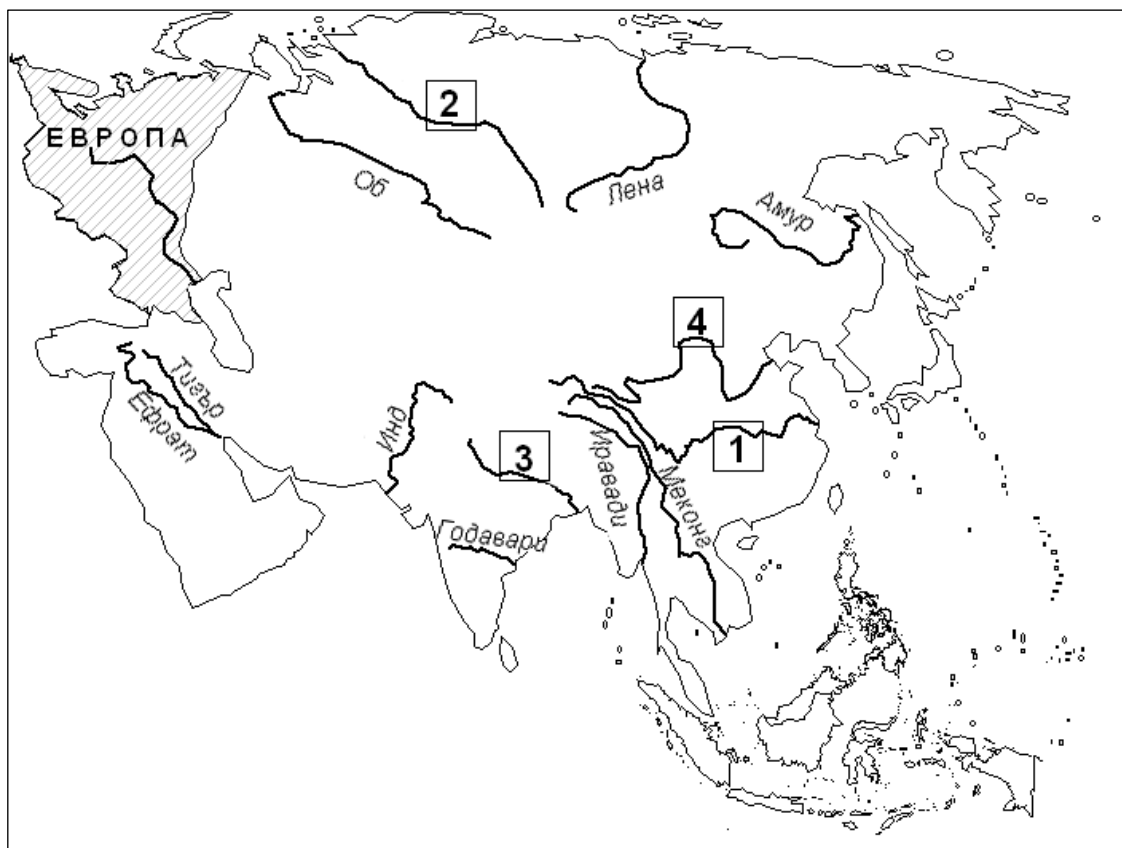 2
ЕВРОПА
Об
Лена
Амур
4
Тигър
Ефрат
Инд
3
1
Иравади
Меконг
Годавари